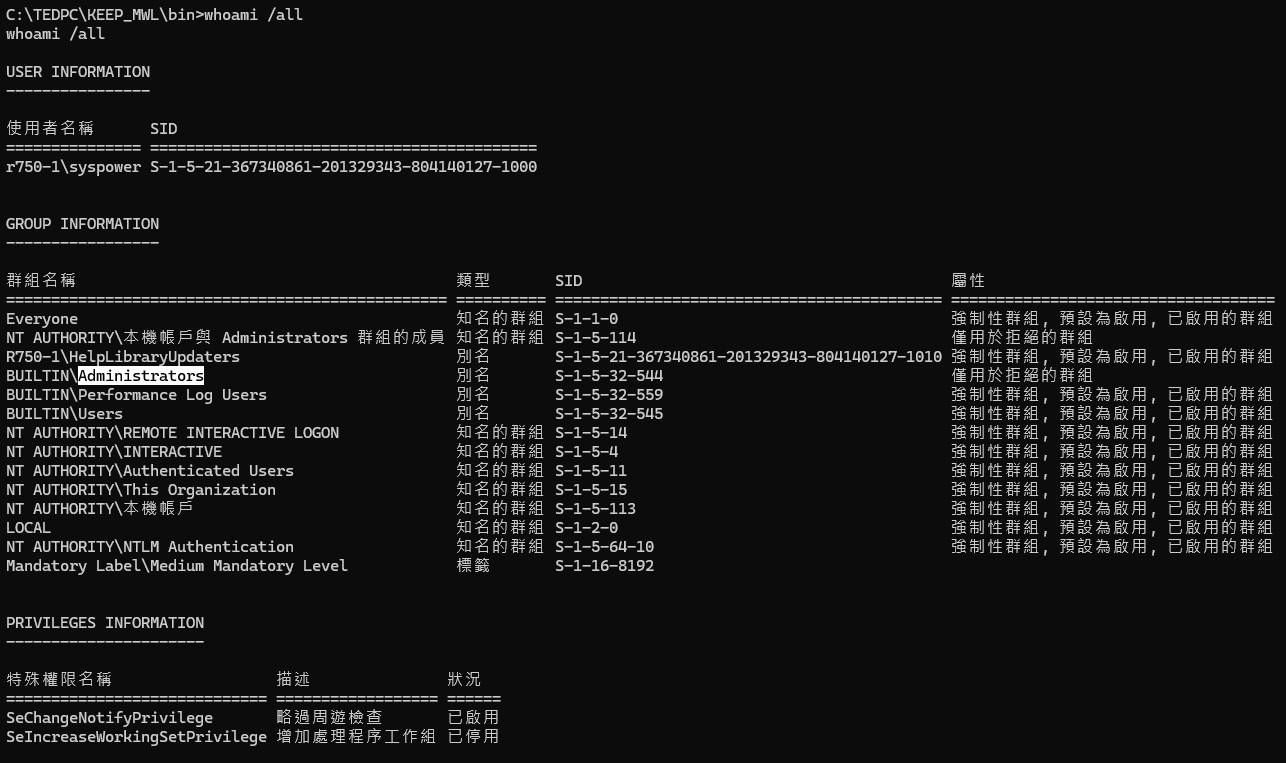 C:\TEDPC\KEEP_MWL\bin>whoami /all
whoami /all
USER INFORMATION
----------------
使用者名稱      SID
=============== ===========================================
r750-1\syspower S-1-5-21-367340861-201329343-804140127-1000
GROUP INFORMATION
-----------------
群組名稱                                          類型       SID                                         屬性
================================================= ========== =========================================== ====================================
Everyone                                          知名的群組 S-1-1-0                                     強制性群組, 預設為啟用, 已啟用的群組
NT AUTHORITY\本機帳戶與 Administrators 群組的成員 知名的群組 S-1-5-114                                   僅用於拒絕的群組
R750-1\HelpLibraryUpdaters                        別名       S-1-5-21-367340861-201329343-804140127-1010 強制性群組, 預設為啟用, 已啟用的群組
BUILTIN\Administrators                            別名       S-1-5-32-544                                僅用於拒絕的群組
BUILTIN\Performance Log Users                     別名       S-1-5-32-559                                強制性群組, 預設為啟用, 已啟用的群組
BUILTIN\Users                                     別名       S-1-5-32-545                                強制性群組, 預設為啟用, 已啟用的群組
NT AUTHORITY\REMOTE INTERACTIVE LOGON             知名的群組 S-1-5-14                                    強制性群組, 預設為啟用, 已啟用的群組
NT AUTHORITY\INTERACTIVE                          知名的群組 S-1-5-4                                     強制性群組, 預設為啟用, 已啟用的群組
NT AUTHORITY\Authenticated Users                  知名的群組 S-1-5-11                                    強制性群組, 預設為啟用, 已啟用的群組
NT AUTHORITY\This Organization                    知名的群組 S-1-5-15                                    強制性群組, 預設為啟用, 已啟用的群組
NT AUTHORITY\本機帳戶                             知名的群組 S-1-5-113                                   強制性群組, 預設為啟用, 已啟用的群組
LOCAL                                             知名的群組 S-1-2-0                                     強制性群組, 預設為啟用, 已啟用的群組
NT AUTHORITY\NTLM Authentication                  知名的群組 S-1-5-64-10                                 強制性群組, 預設為啟用, 已啟用的群組
Mandatory Label\Medium Mandatory Level            標籤       S-1-16-8192
PRIVILEGES INFORMATION
----------------------
特殊權限名稱                  描述               狀況
============================= ================== ======
SeChangeNotifyPrivilege       略過周遊檢查       已啟用
SeIncreaseWorkingSetPrivilege 增加處理程序工作組 已停用